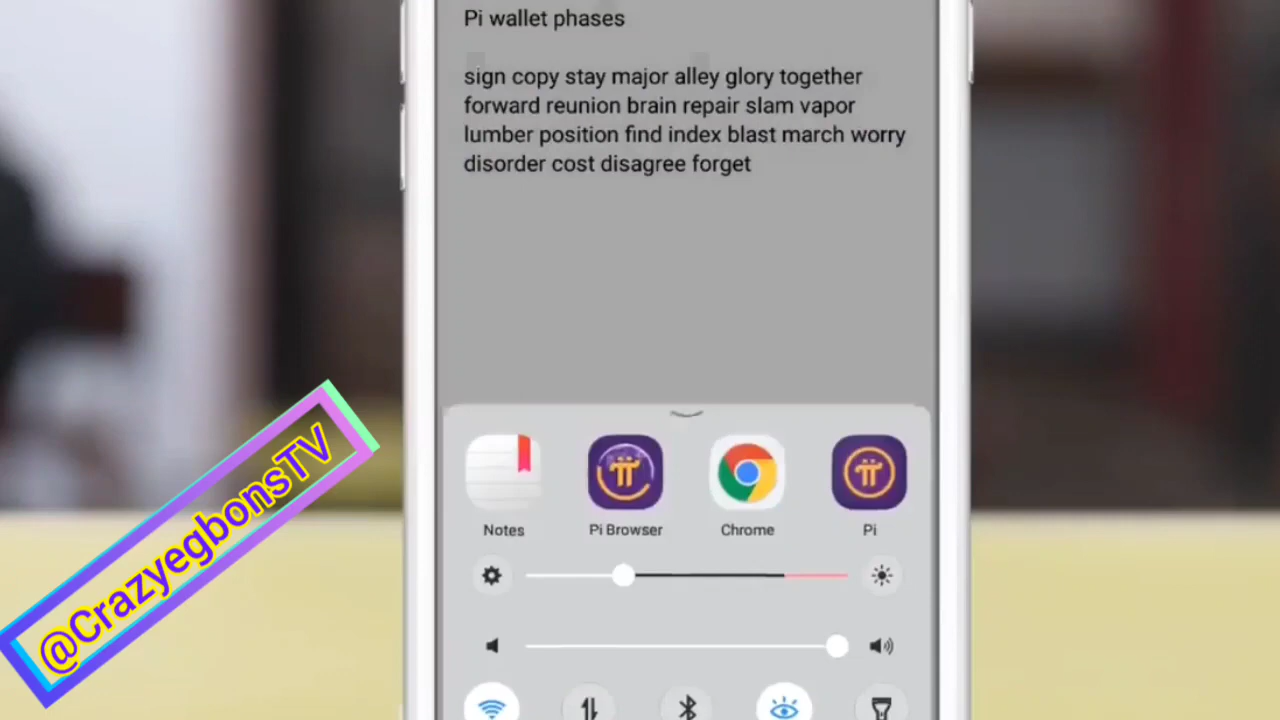 Pi wallet phases
sign copy stay major alley glory together
forward reunion brain repair slam vapor
lumber position find index blast march worry
disorder cost disagree forget
Notes
Pi Browser
Chrome
Pi
@CrazyegbonsTV